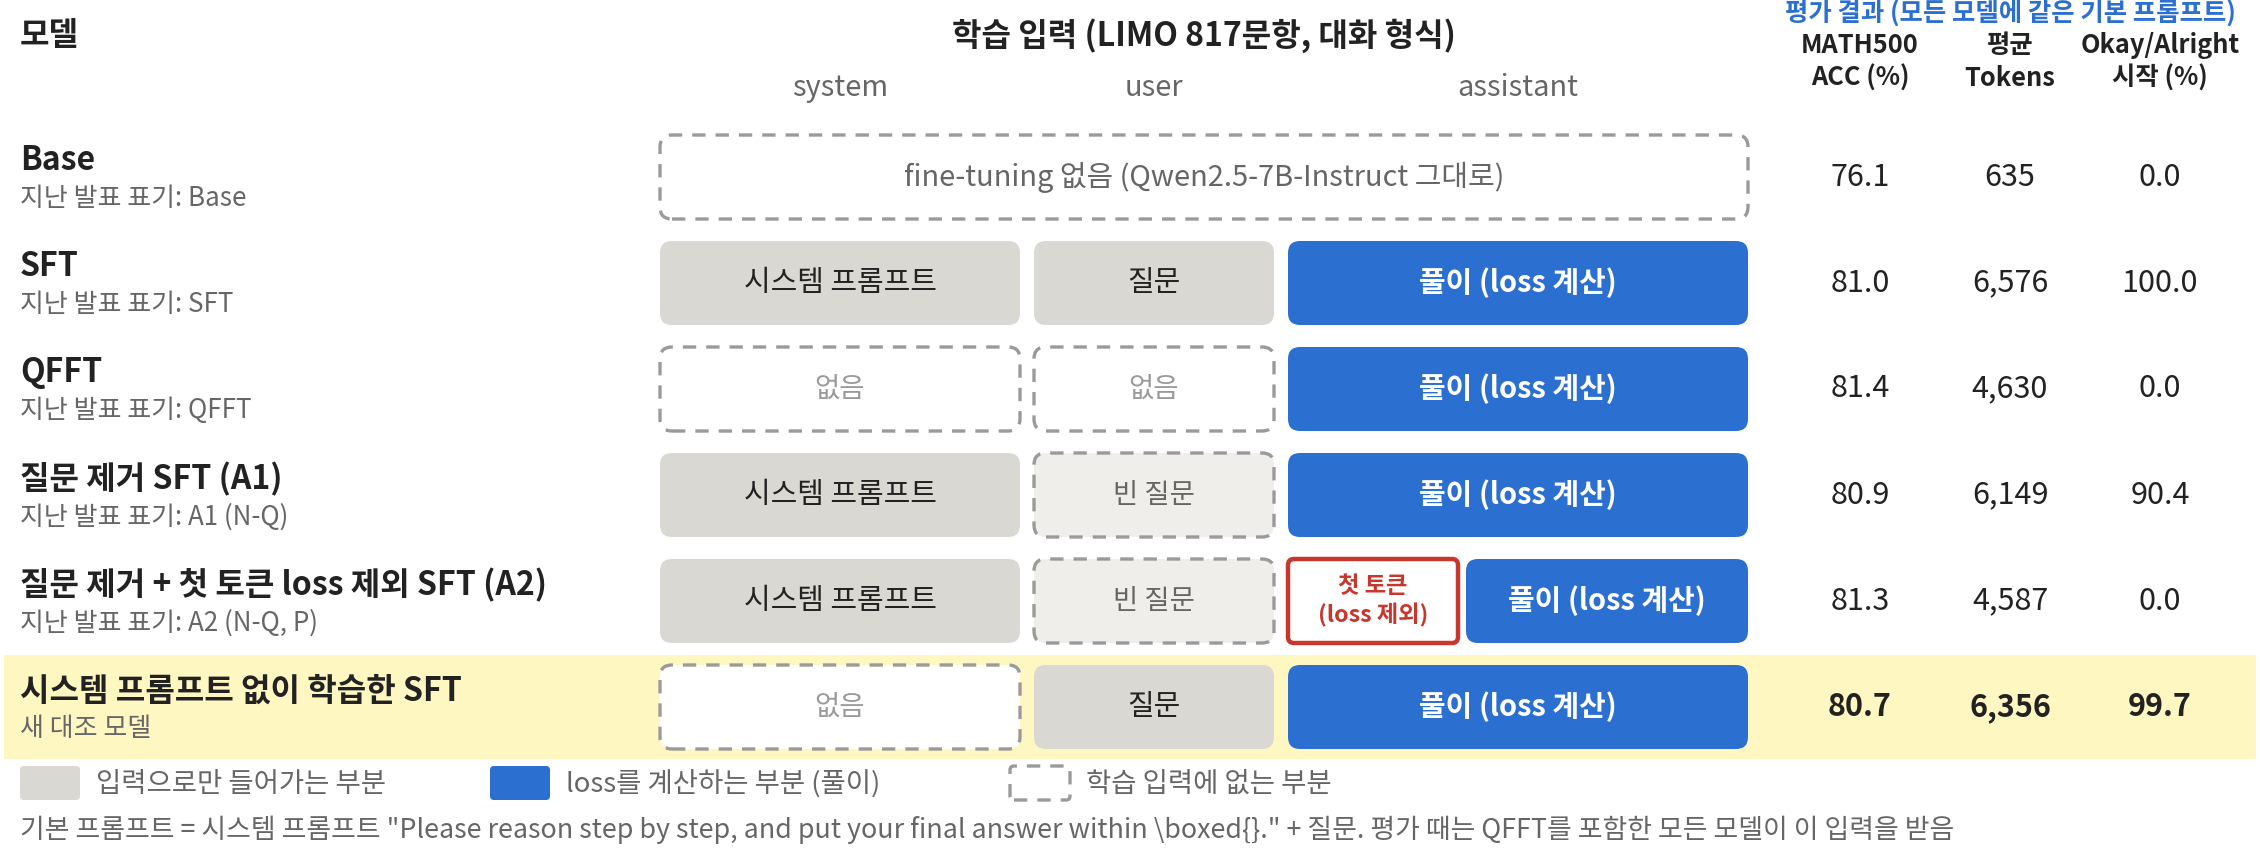 모델
학습 입력 (LIMO 817문항, 대화 형식)
평가 결과 (모든 모델에 같은 기본 프롬프트)
MATH500 평균 Okay/Alright
ACC (%) Tokens 시작 (%)
system user assistant
Base
지난 발표 표기: Base
fine-tuning 없음 (Qwen2.5-7B-Instruct 그대로)
76.1 635 0.0
SFT
지난 발표 표기: SFT
시스템 프롬프트 질문 풀이 (loss 계산)
81.0 6,576 100.0
QFFT
지난 발표 표기: QFFT
없음 없음 풀이 (loss 계산)
81.4 4,630 0.0
질문 제거 SFT (A1)
지난 발표 표기: A1 (N-Q)
시스템 프롬프트 빈 질문 풀이 (loss 계산)
80.9 6,149 90.4
질문 제거 + 첫 토큰 loss 제외 SFT (A2)
지난 발표 표기: A2 (N-Q, P)
시스템 프롬프트 빈 질문
첫 토큰
(loss 제외)
풀이 (loss 계산)
81.3 4,587 0.0
시스템 프롬프트 없이 학습한 SFT
새 대조 모델
없음 질문 풀이 (loss 계산)
80.7 6,356 99.7
입력으로만 들어가는 부분 loss를 계산하는 부분 (풀이) 학습 입력에 없는 부분
기본 프롬프트 = 시스템 프롬프트 "Please reason step by step, and put your final answer within \boxed{}." + 질문. 평가 때는 QFFT를 포함한 모든 모델이 이 입력을 받음